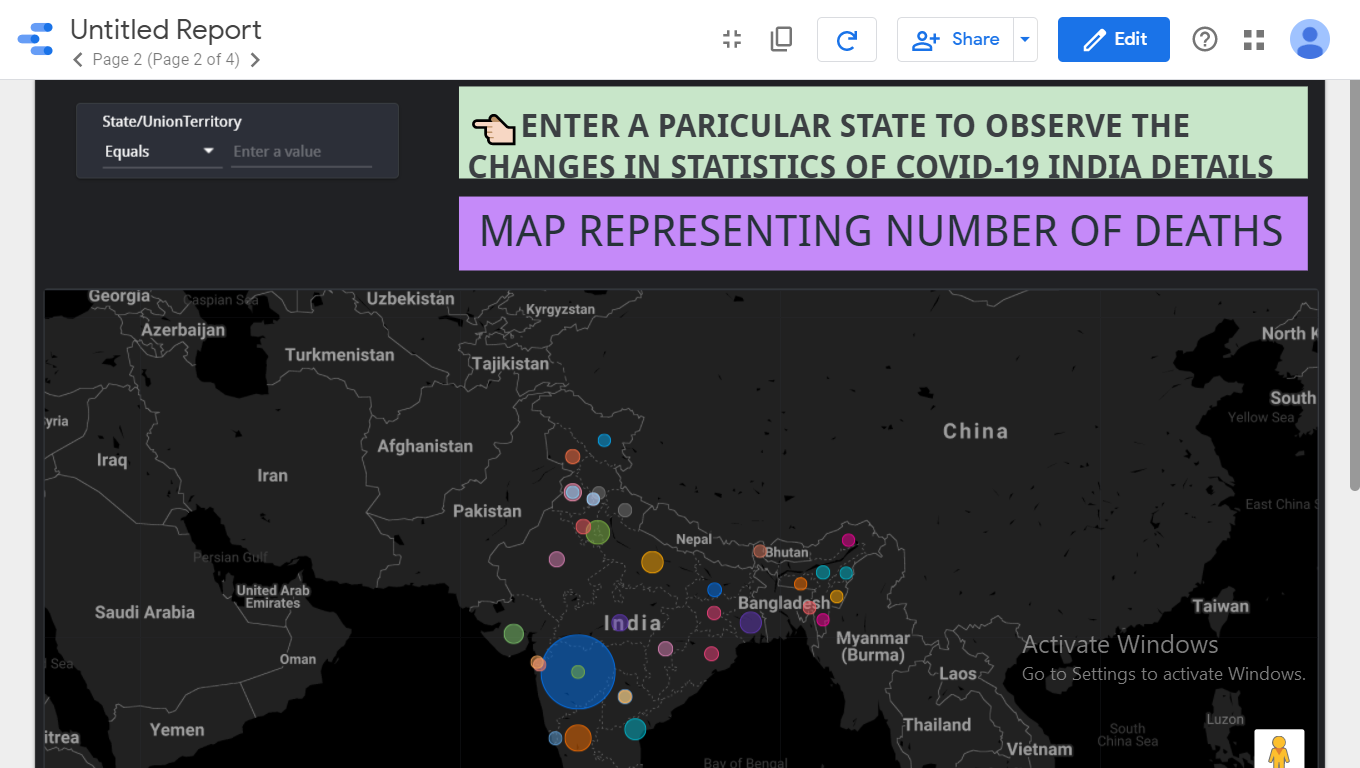 Untitled Report
Page 2 (Page 2 of 4)
Share
Edit
State/UnionTerritory
Equals
Enter a value
ENTER A PARICULAR STATE TO OBSERVE THE
CHANGES IN STATISTICS OF COVID-19 INDIA DETAILS
MAP REPRESENTING NUMBER OF DEATHS
Georgia
Caspian Sea
Uzbekistan
Kyrgyzstan
Azerbaijan
North K
Turkmenistan
Tajikistan
South
yria
Yellow Sea
China
Afghanistan
Iraq
Iran
East China S
Pakistan
Nepal
Bhutan
Persian Gulf
United Arab
Emirates
Bangladesh
Taiwan
Saudi Arabia
India
Myanmar
(Burma)
Activate Windows
Oman
l Sea
Laos
Go to Settings to activate Windows.
Luzon
Thailand
Yemen
South
China Sea
itrea
Vietnam
Bay of Bengal